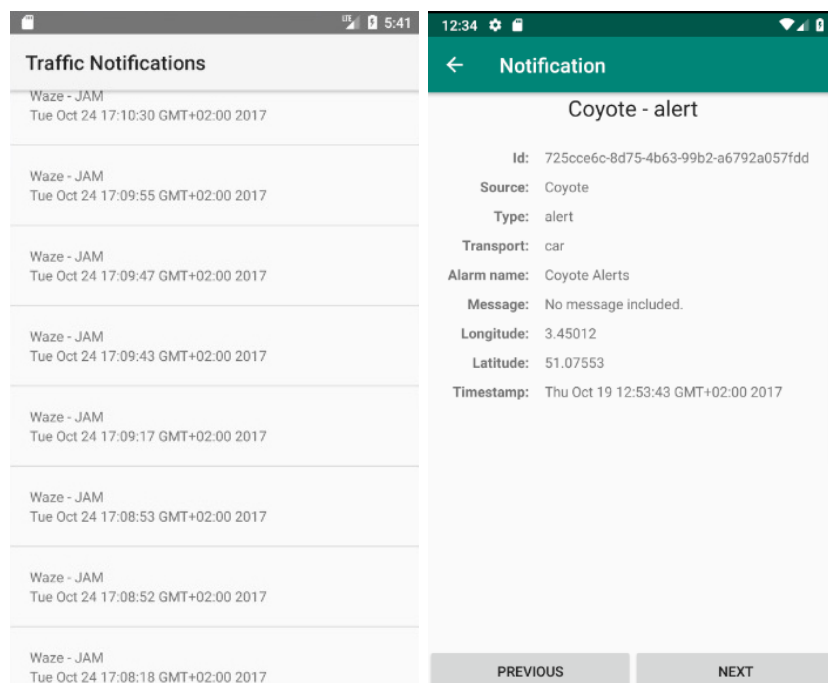 5:41
Traffic Notifications
Waze - JAM
Tue Oct 24 17:10:30 GMT+02:00 2017
Waze - JAM
Tue Oct 24 17:09:55 GMT+02:00 2017
Waze - JAM
Tue Oct 24 17:09:47 GMT+02:00 2017
Waze - JAM
Tue Oct 24 17:09:43 GMT+02:00 2017
Waze - JAM
Tue Oct 24 17:09:17 GMT+02:00 2017
Waze - JAM
Tue Oct 24 17:08:53 GMT+02:00 2017
Waze - JAM
Tue Oct 24 17:08:52 GMT+02:00 2017
Waze - JAM
Tue Oct 24 17:08:18 GMT+02:00 2017
12:34
Notification
Coyote - alert
Id: 725cce6c-8d75-4b63-99b2-a6792a057fdd
Source: Coyote
Type: alert
Transport: car
Alarm name: Coyote Alerts
Message: No message included.
Longitude: 3.45012
Latitude: 51.07553
Timestamp: Thu Oct 19 12:53:43 GMT+02:00 2017
PREVIOUS NEXT